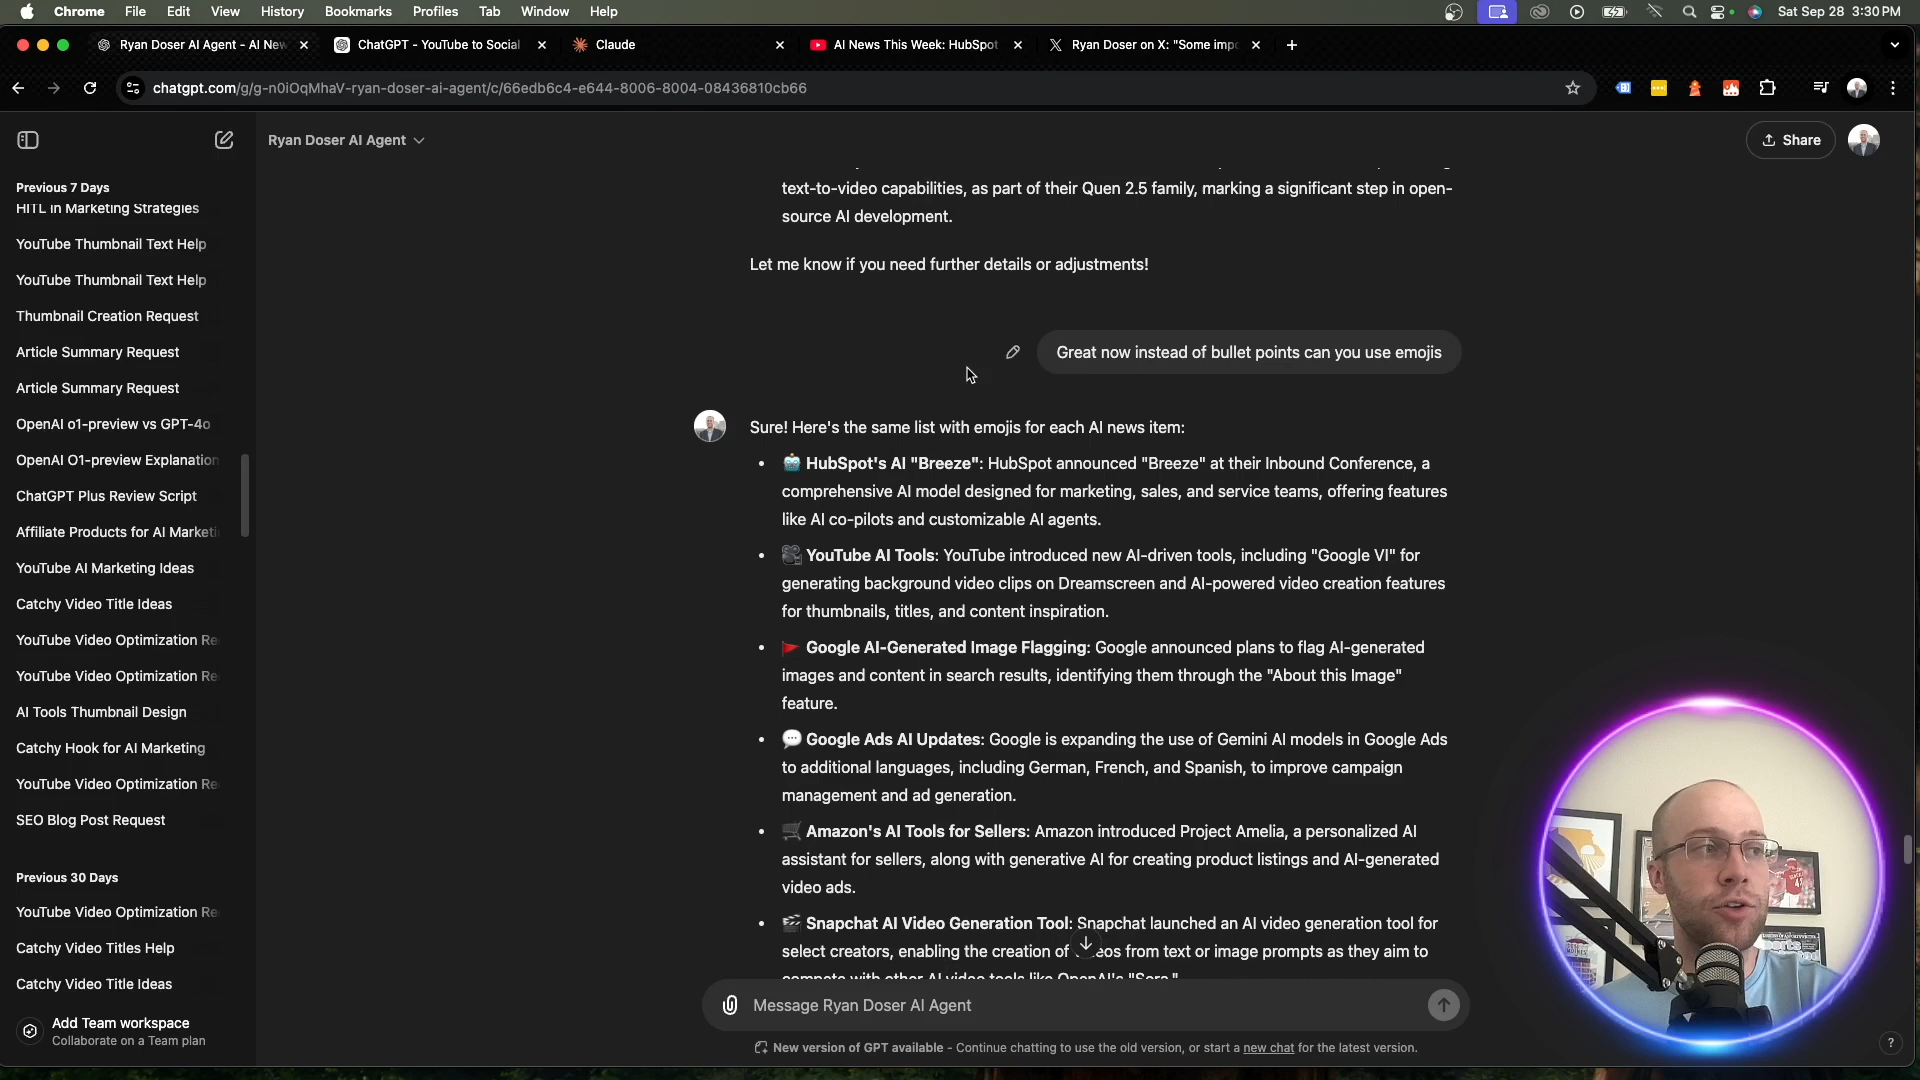 Chrome File Edit View History Bookmarks Profiles Tab Window Help Sat Sep 28 3:30 PM
Ryan Doser AI Agent - AI New ChatGPT - YouTube to Social Claude AI News This Week: HubSpot Ryan Doser on X: "Some impo
chatgpt.com/g/g-n0iOqMhaV-ryan-doser-ai-agent/c/66edb6c4-e644-8006-8004-08436810cb66
Ryan Doser AI Agent
Share
Previous 7 Days
HITL in Marketing Strategies
YouTube Thumbnail Text Help
YouTube Thumbnail Text Help
Thumbnail Creation Request
Article Summary Request
Article Summary Request
OpenAI o1-preview vs GPT-4o
OpenAI O1-preview Explanation
ChatGPT Plus Review Script
Affiliate Products for AI Marketi
YouTube AI Marketing Ideas
Catchy Video Title Ideas
YouTube Video Optimization Re
YouTube Video Optimization Re
AI Tools Thumbnail Design
Catchy Hook for AI Marketing
YouTube Video Optimization Re
SEO Blog Post Request
Previous 30 Days
YouTube Video Optimization Re
Catchy Video Titles Help
Catchy Video Title Ideas
Add Team workspace
Collaborate on a Team plan
text-to-video capabilities, as part of their Quen 2.5 family, marking a significant step in open-
source AI development.
Let me know if you need further details or adjustments!
Great now instead of bullet points can you use emojis
Sure! Here's the same list with emojis for each AI news item:
• 🤖 HubSpot's AI "Breeze": HubSpot announced "Breeze" at their Inbound Conference, a
comprehensive AI model designed for marketing, sales, and service teams, offering features
like AI co-pilots and customizable AI agents.
• 🎥 YouTube AI Tools: YouTube introduced new AI-driven tools, including "Google VI" for
generating background video clips on Dreamscreen and AI-powered video creation features
for thumbnails, titles, and content inspiration.
• 🚩 Google AI-Generated Image Flagging: Google announced plans to flag AI-generated
images and content in search results, identifying them through the "About this Image"
feature.
• 💬 Google Ads AI Updates: Google is expanding the use of Gemini AI models in Google Ads
to additional languages, including German, French, and Spanish, to improve campaign
management and ad generation.
• 🛒 Amazon's AI Tools for Sellers: Amazon introduced Project Amelia, a personalized AI
assistant for sellers, along with generative AI for creating product listings and AI-generated
video ads.
• 🎬 Snapchat AI Video Generation Tool: Snapchat launched an AI video generation tool for
select creators, enabling the creation of videos from text or image prompts as they aim to
compete with other AI video tools like OpenAI's "Sora."
Message Ryan Doser AI Agent
New version of GPT available - Continue chatting to use the old version, or start a new chat for the latest version.
?